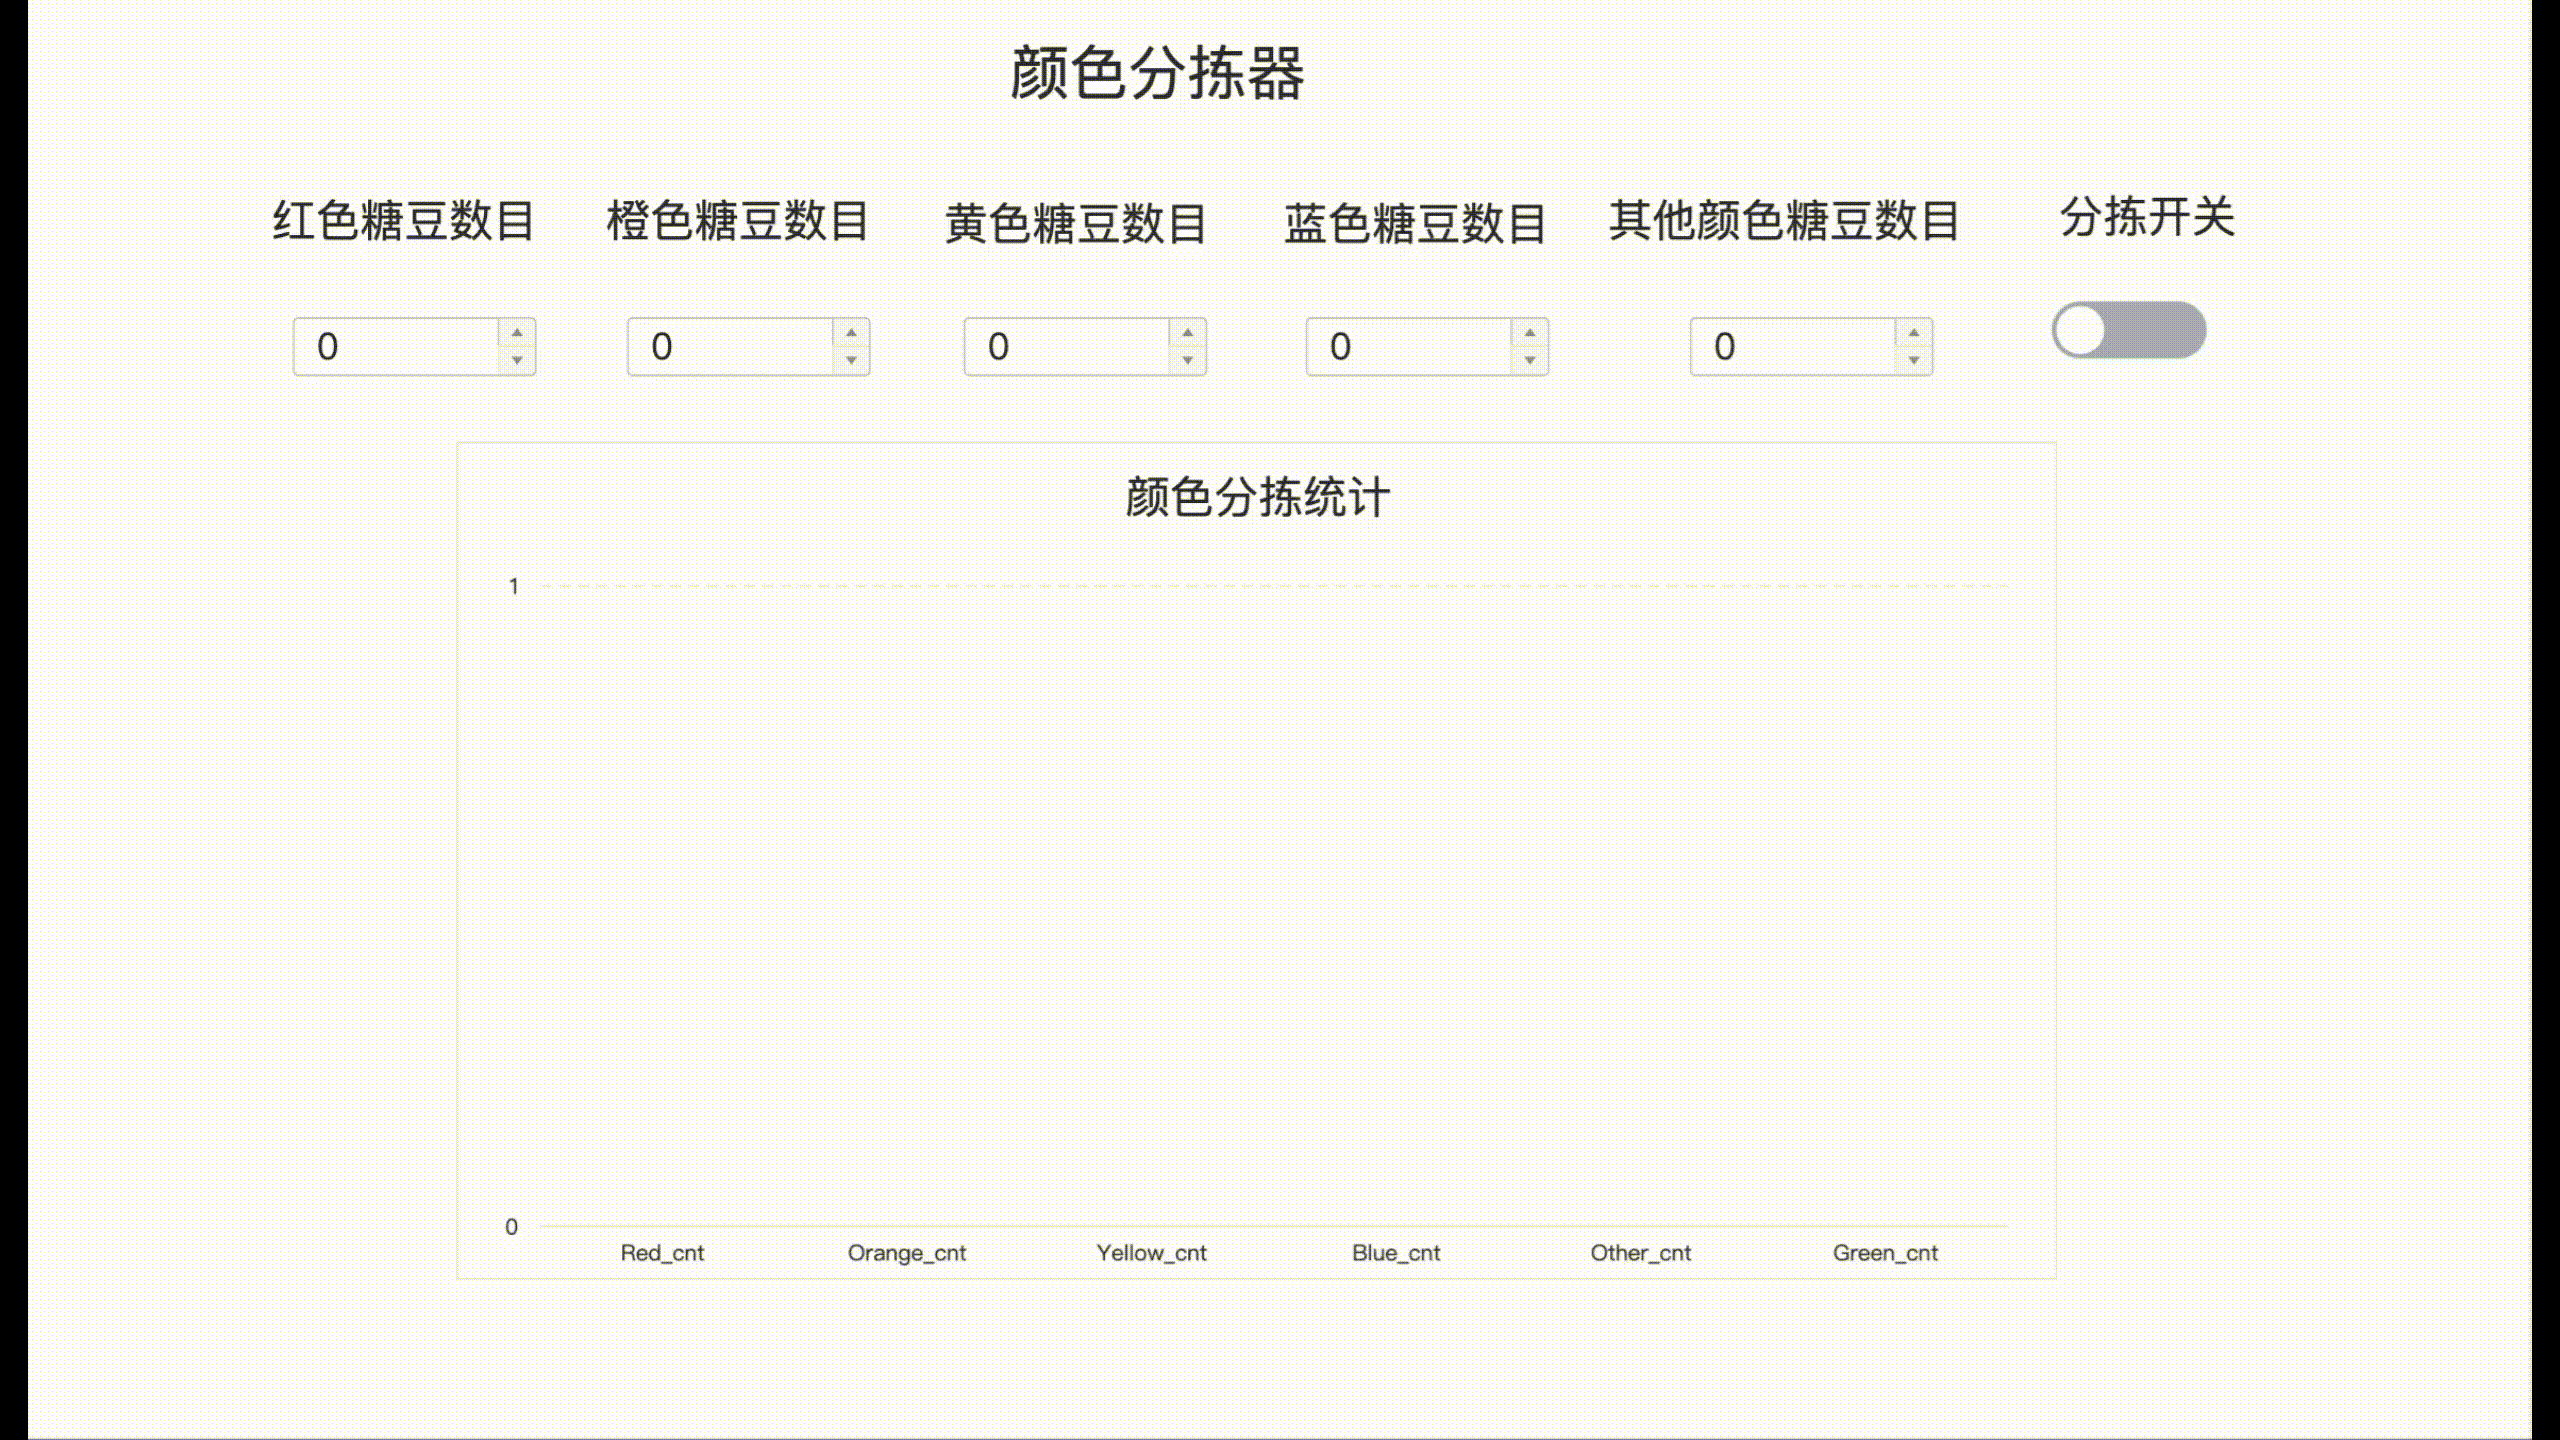 颜色分拣器
红色糖豆数目 橙色糖豆数目 黄色糖豆数目 蓝色糖豆数目 其他颜色糖豆数目 分拣开关
0 0 0 0 0
颜色分拣统计
1
0
Red_cnt Orange_cnt Yellow_cnt Blue_cnt Other_cnt Green_cnt